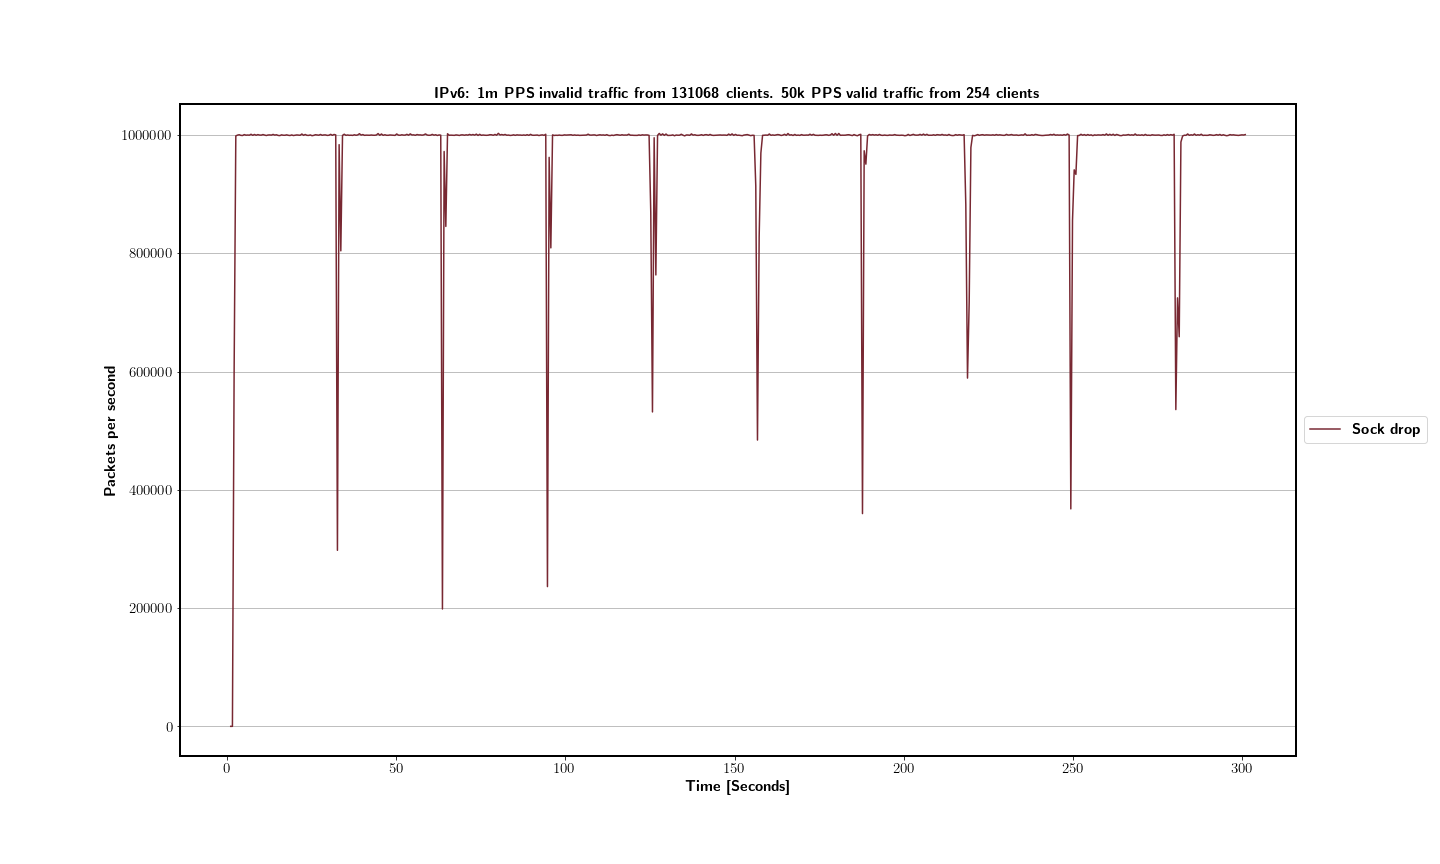 IPv6: 1m PPS invalid traffic from 131068 clients. 50k PPS valid traffic from 254 clients
1000000
800000
600000
400000
200000
0
Packets per second
Sock drop
0 50 100 150 200 250 300
Time [Seconds]